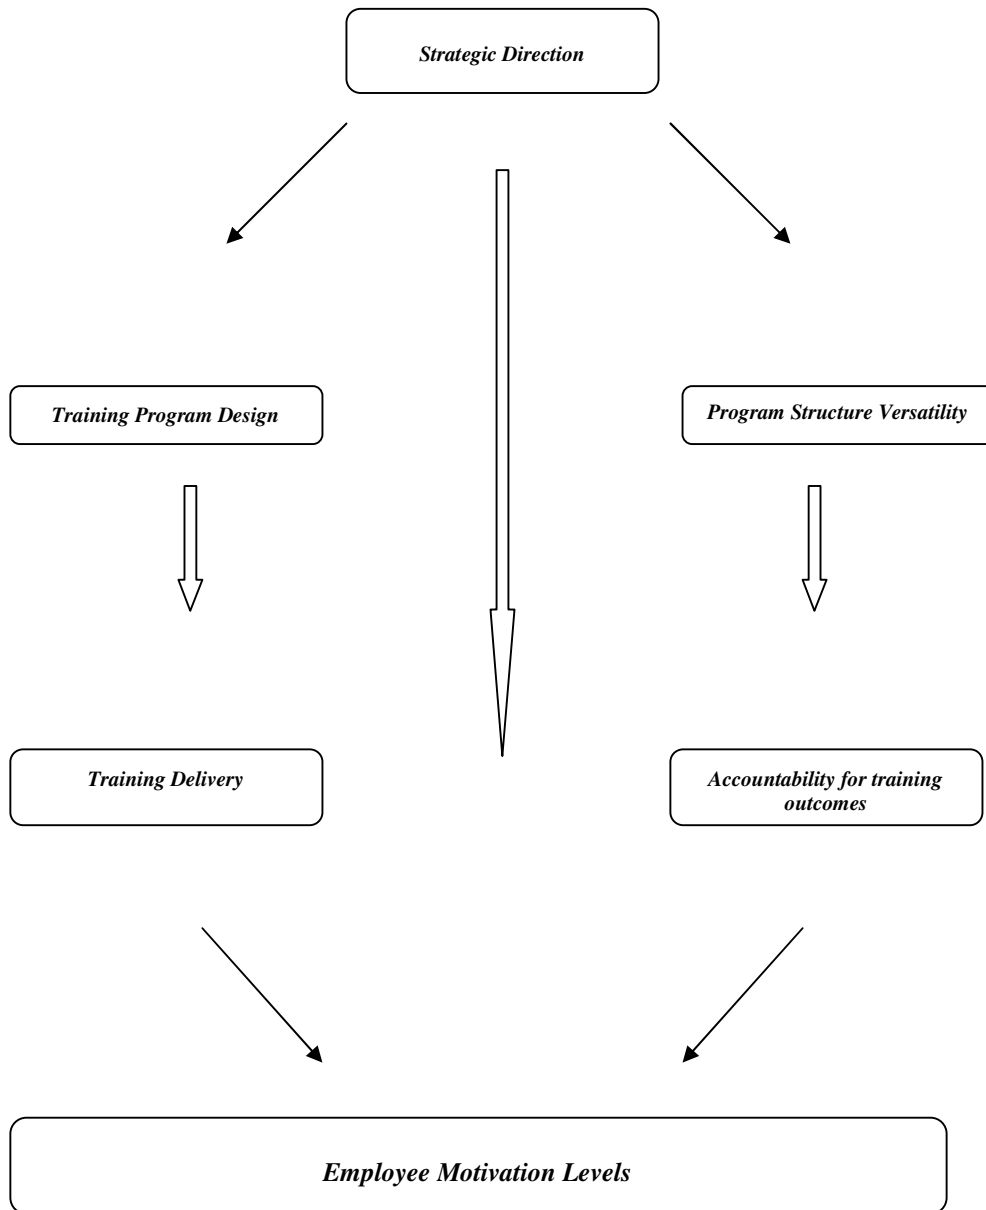 Strategic Direction
Training Program Design
Program Structure Versatility
Training Delivery
Accountability for training
outcomes
Employee Motivation Levels